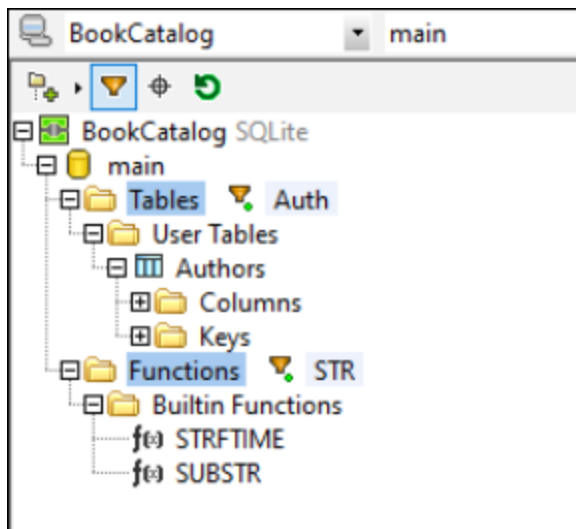 BookCatalog main
BookCatalog SQLite
main
Tables Auth
User Tables
Authors
Columns
Keys
Functions STR
Builtin Functions
f(x) STRFTIME
f(x) SUBSTR